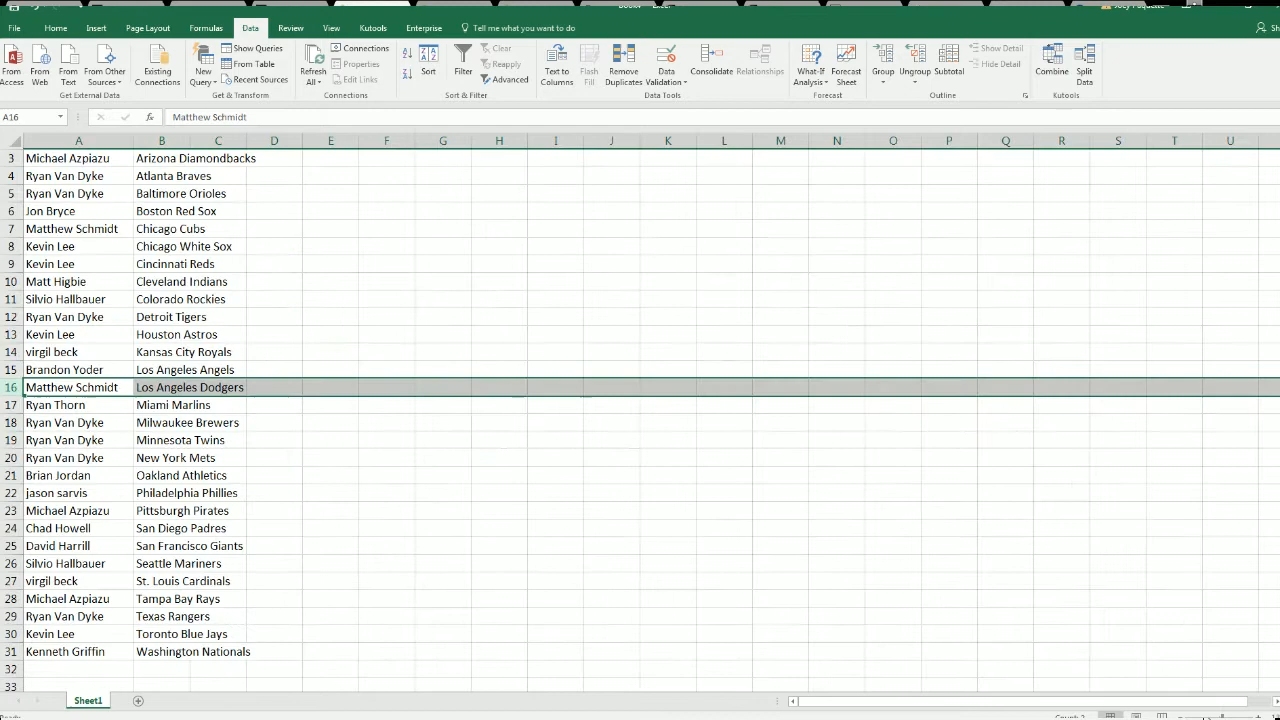 File Home Insert Page Layout Formulas Data Review View Kutools Enterprise Tell me what you want to do
From Access From Web From Text From Other Sources Existing Connections New Query Show Queries From Table Recent Sources Refresh All Connections Properties Edit Links Sort Filter Clear Reapply Advanced Text to Columns Flash Fill Remove Duplicates Data Validation Consolidate Relationships What-If Analysis Forecast Sheet Group Ungroup Subtotal Show Detail Hide Detail Combine Split Data
Get External Data Get & Transform Connections Sort & Filter Data Tools Forecast Outline Kutools
A16 fx Matthew Schmidt
A B C D E F G H I J K L M N O P Q R S T U
3 Michael Azpiazu Arizona Diamondbacks
4 Ryan Van Dyke Atlanta Braves
5 Ryan Van Dyke Baltimore Orioles
6 Jon Bryce Boston Red Sox
7 Matthew Schmidt Chicago Cubs
8 Kevin Lee Chicago White Sox
9 Kevin Lee Cincinnati Reds
10 Matt Higbie Cleveland Indians
11 Silvio Hallbauer Colorado Rockies
12 Ryan Van Dyke Detroit Tigers
13 Kevin Lee Houston Astros
14 virgil beck Kansas City Royals
15 Brandon Yoder Los Angeles Angels
16 Matthew Schmidt Los Angeles Dodgers
17 Ryan Thorn Miami Marlins
18 Ryan Van Dyke Milwaukee Brewers
19 Ryan Van Dyke Minnesota Twins
20 Ryan Van Dyke New York Mets
21 Brian Jordan Oakland Athletics
22 jason sarvis Philadelphia Phillies
23 Michael Azpiazu Pittsburgh Pirates
24 Chad Howell San Diego Padres
25 David Harrill San Francisco Giants
26 Silvio Hallbauer Seattle Mariners
27 virgil beck St. Louis Cardinals
28 Michael Azpiazu Tampa Bay Rays
29 Ryan Van Dyke Texas Rangers
30 Kevin Lee Toronto Blue Jays
31 Kenneth Griffin Washington Nationals
32
33
Sheet1